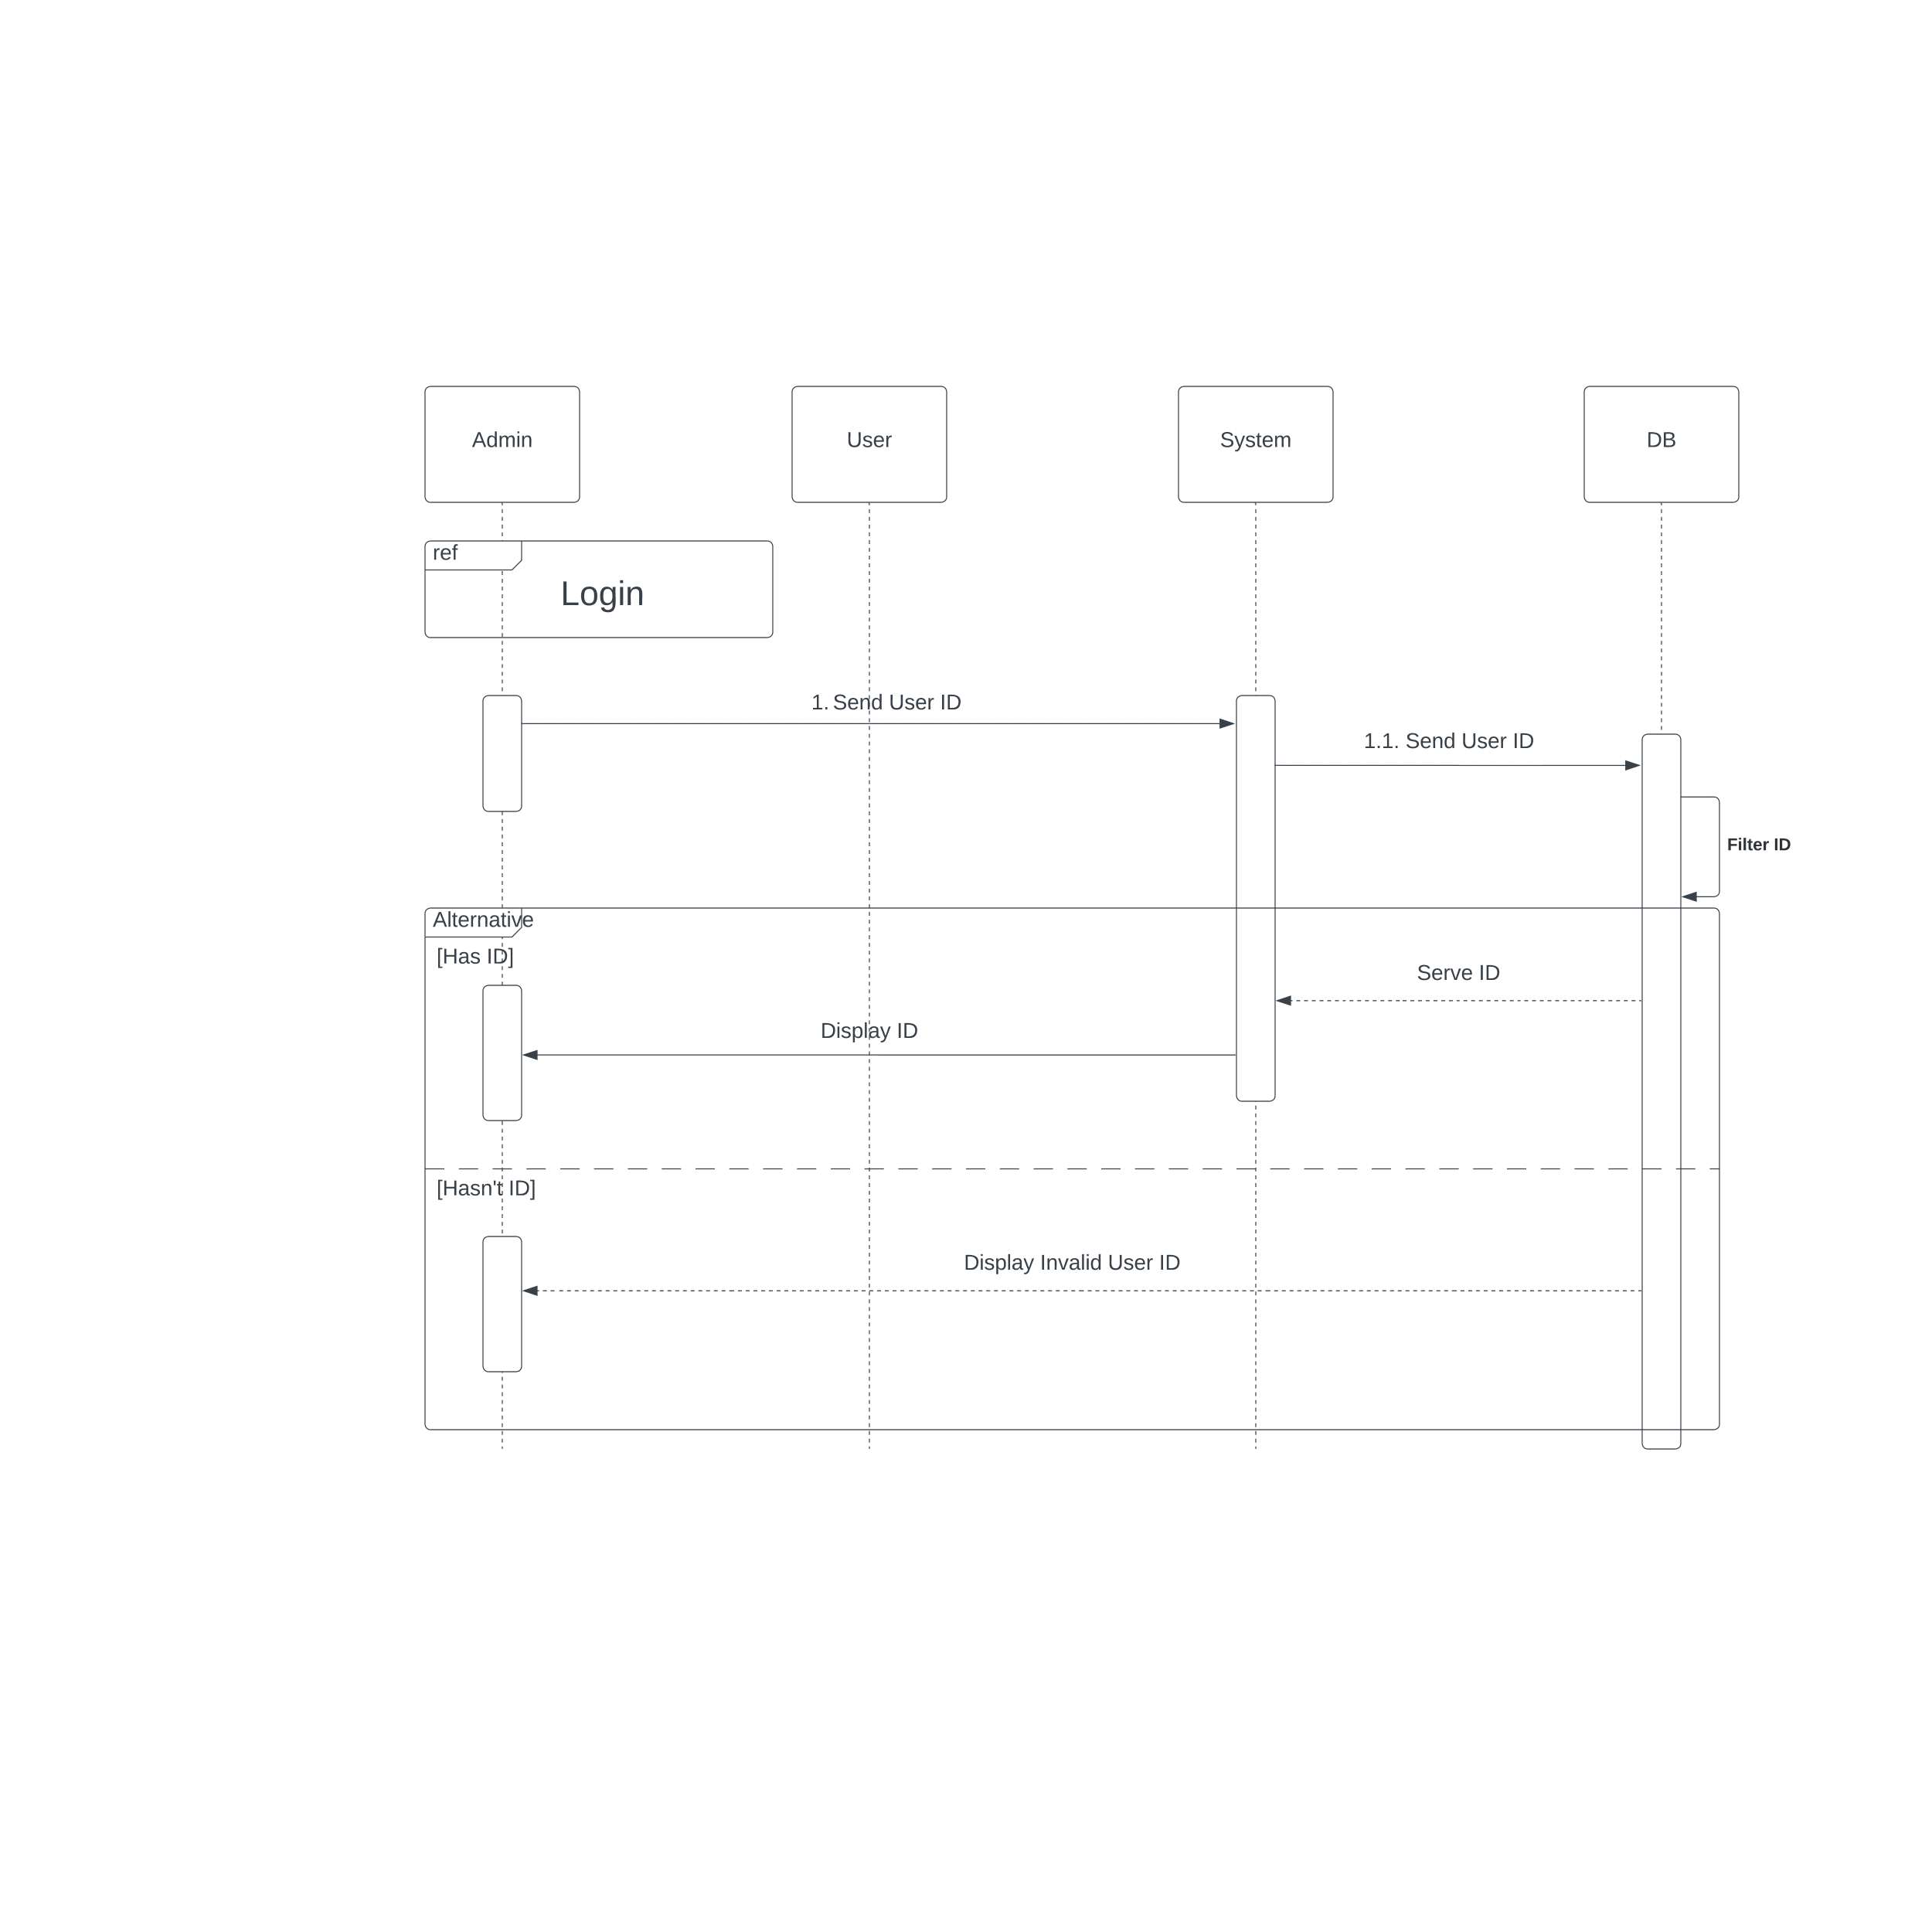 Admin
User
System
DB
ref
Login
1. Send User ID
1.1. Send User ID
Filter ID
Alternative
[Has ID]
Serve ID
Display ID
[Hasn't ID]
Display Invalid User ID